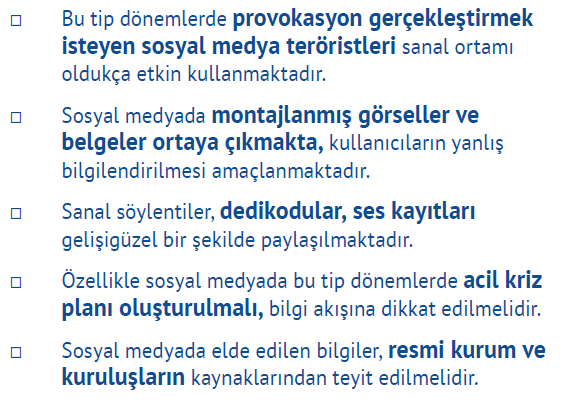 □ Bu tip dönemlerde provokasyon gerçekleştirmek
isteyen sosyal medya teröristleri sanal ortamı
oldukça etkin kullanmaktadır.
□ Sosyal medyada montajlanmış görseller ve
belgeler ortaya çıkmakta, kullanıcıların yanlış
bilgilendirilmesi amaçlanmaktadır.
□ Sanal söylentiler, dedikodular, ses kayıtları
gelişigüzel bir şekilde paylaşılmaktadır.
□ Özellikle sosyal medyada bu tip dönemlerde acil kriz
planı oluşturulmalı, bilgi akışına dikkat edilmelidir.
□ Sosyal medyada elde edilen bilgiler, resmi kurum ve
kuruluşların kaynaklarından teyit edilmelidir.